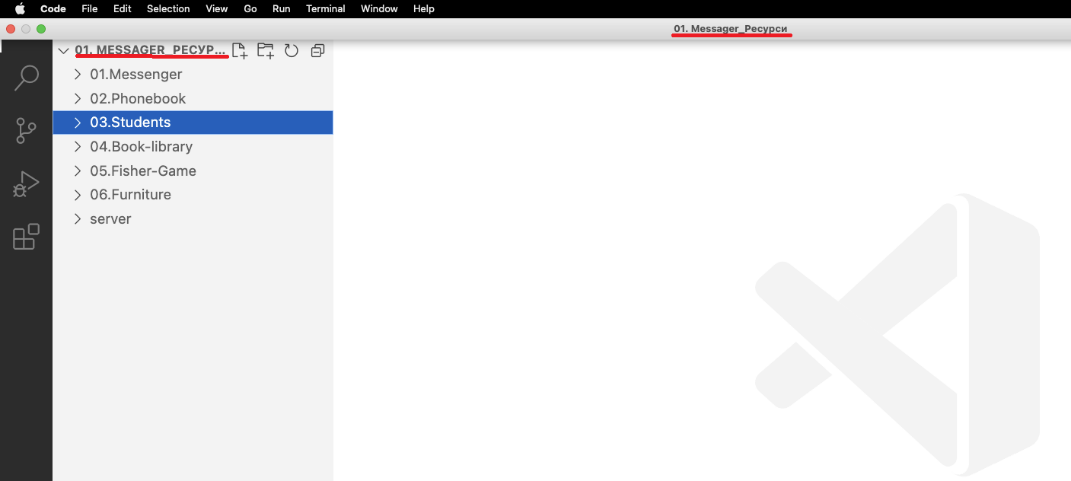 Code File Edit Selection View Go Run Terminal Window Help
01. Messager_Ресурси
01. MESSAGER_РЕСУР...
01.Messenger
02.Phonebook
03.Students
04.Book-library
05.Fisher-Game
06.Furniture
server